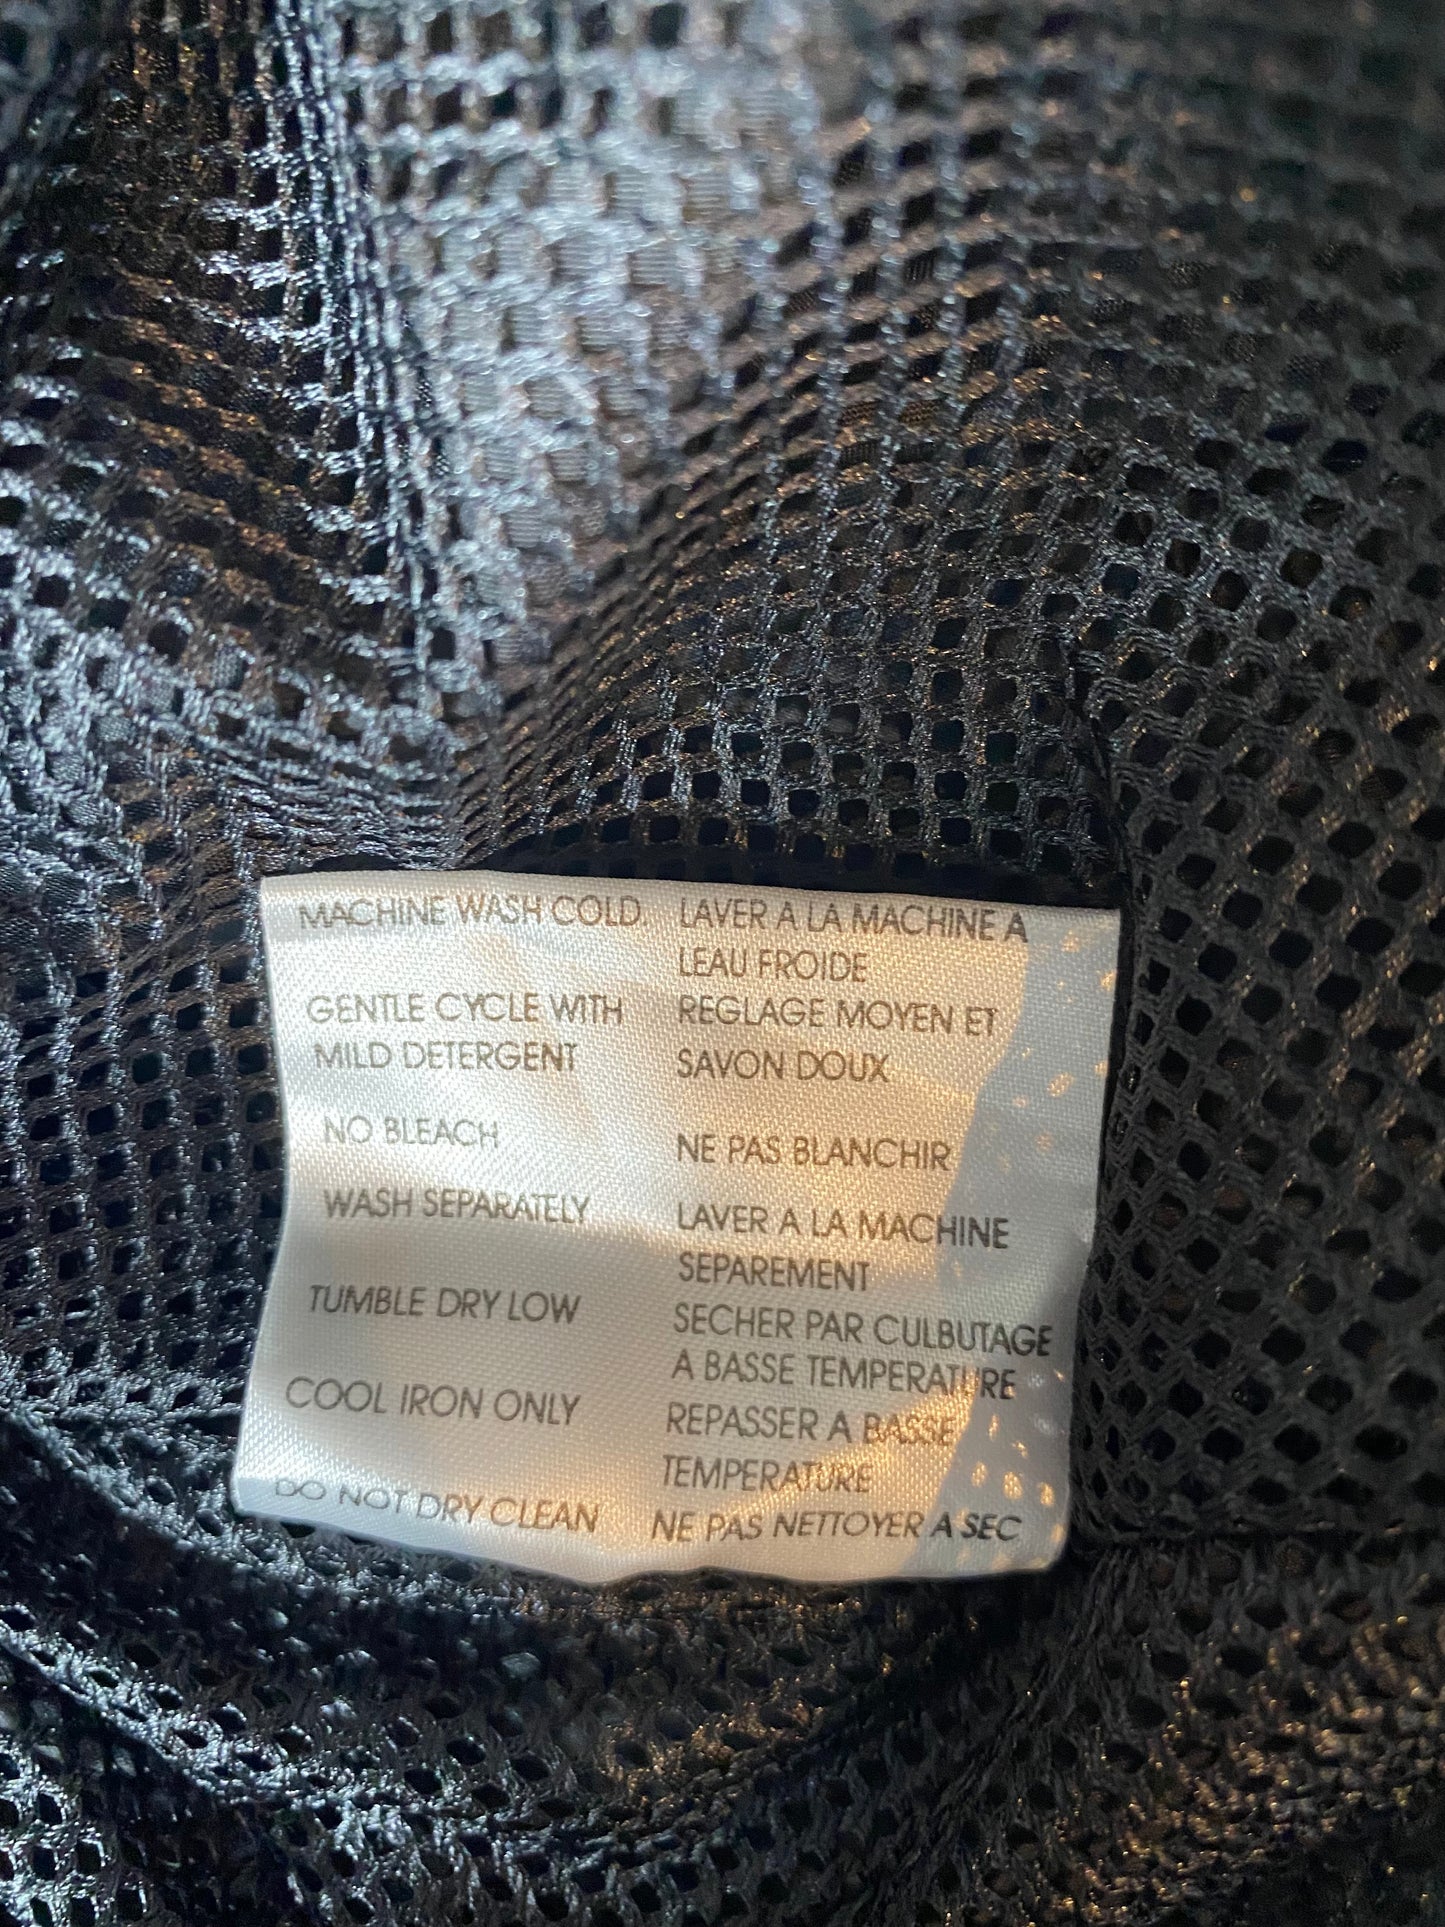 MACHINE WASH COLD.
GENTLE CYCLE WITH
MILD DETERGENT
NO BLEACH
WASH SEPARATELY
TUMBLE DRY LOW
COOL IRON ONLY
DO NOT DRY CLEAN
LAVER A LA MACHINE A
LEAU FROIDE
REGLAGE MOYEN ET
SAVON DOUX
NE PAS BLANCHIR
LAVER A LA MACHINE
SEPAREMENT
SECHER PAR CULBUTAGE
A BASSE TEMPERATURE
REPASSER A BASSE
TEMPERATURE
NE PAS NETTOYER A SEC